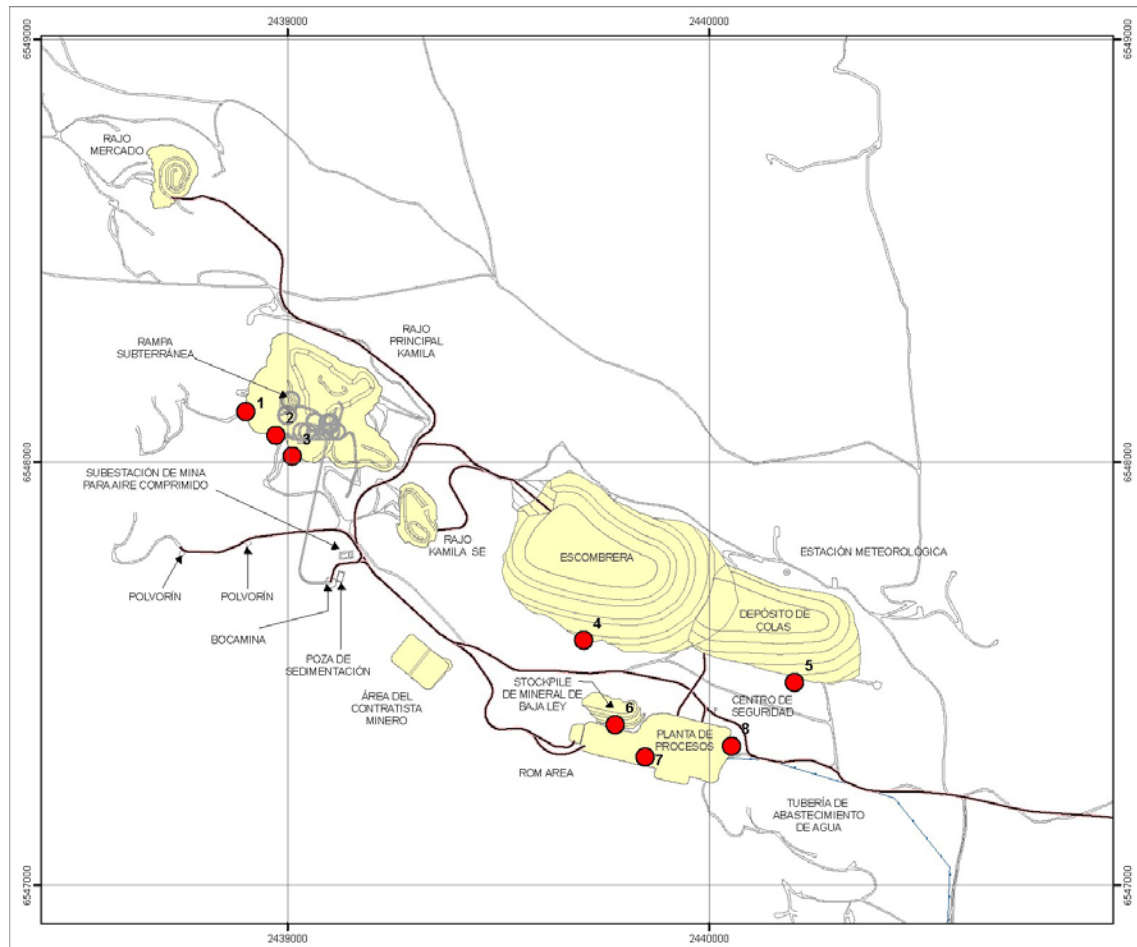 2439000
2440000
6549000
6549000
RAJO
MERCADO
RAJO
PRINCIPAL
KAMILA
RAMPA
SUBTERRÁNEA
1
2
3
6548000
6548000
SUBESTACIÓN DE MINA
PARA AIRE COMPRIMIDO
RAJO
KAMILA SE
ESCOMBRERA
ESTACIÓN METEOROLÓGICA
POLVORÍN
POLVORÍN
DEPÓSITO DE
COLAS
BOCAMINA
4
POZA DE
SEDIMENTACIÓN
5
ÁREA DEL
CONTRATISTA
MINERO
STOCKPILE
DE MINERAL DE
BAJA LEY
CENTRO DE
SEGURIDAD
6
PLANTA DE
PROCESOS
8
7
ROM AREA
TUBERÍA DE
ABASTECIMIENTO
DE AGUA
6547000
6547000
2439000
2440000